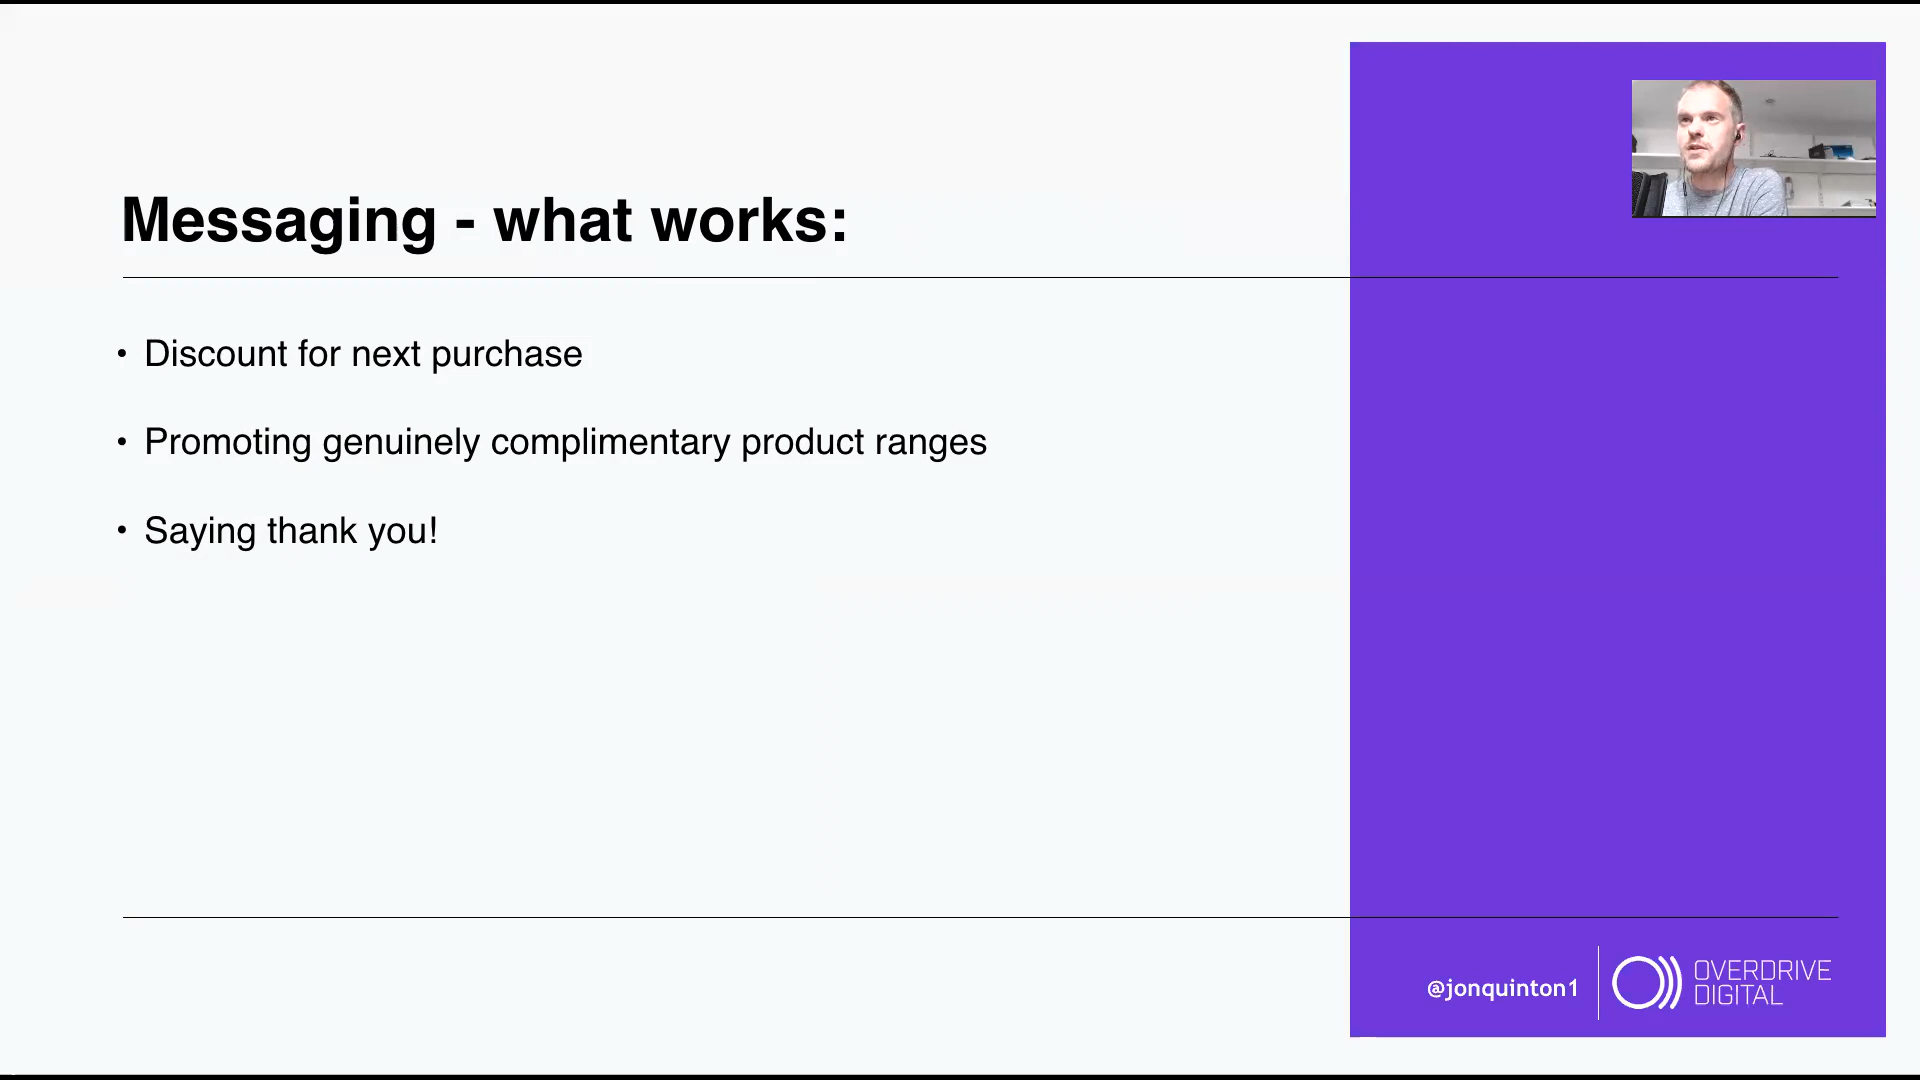 Messaging - what works:
• Discount for next purchase
• Promoting genuinely complimentary product ranges
• Saying thank you!
@jonquinton1
OVERDRIVE
DIGITAL